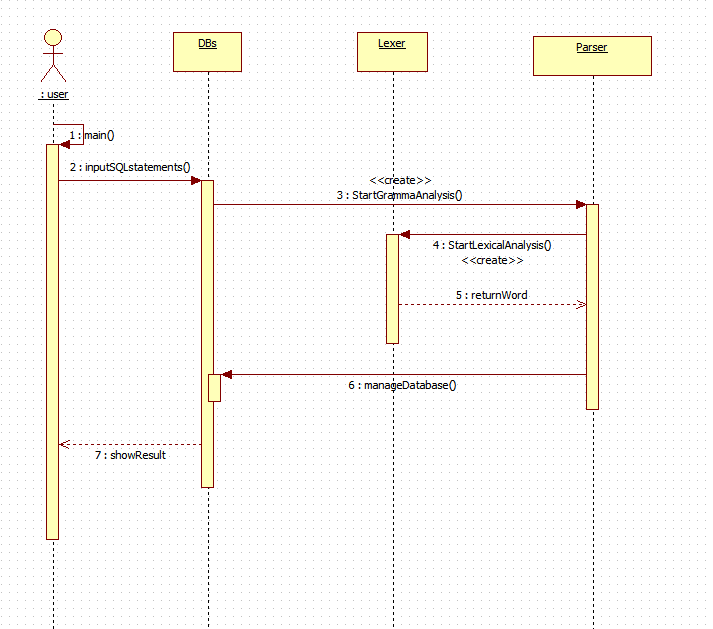 DBs
Lexer
Parser
: user
1 : main()
2 : inputSQLstatements()
<<create>>
3 : StartGrammaAnalysis()
4 : StartLexicalAnalysis()
<<create>>
5 : returnWord
6 : manageDatabase()
7 : showResult